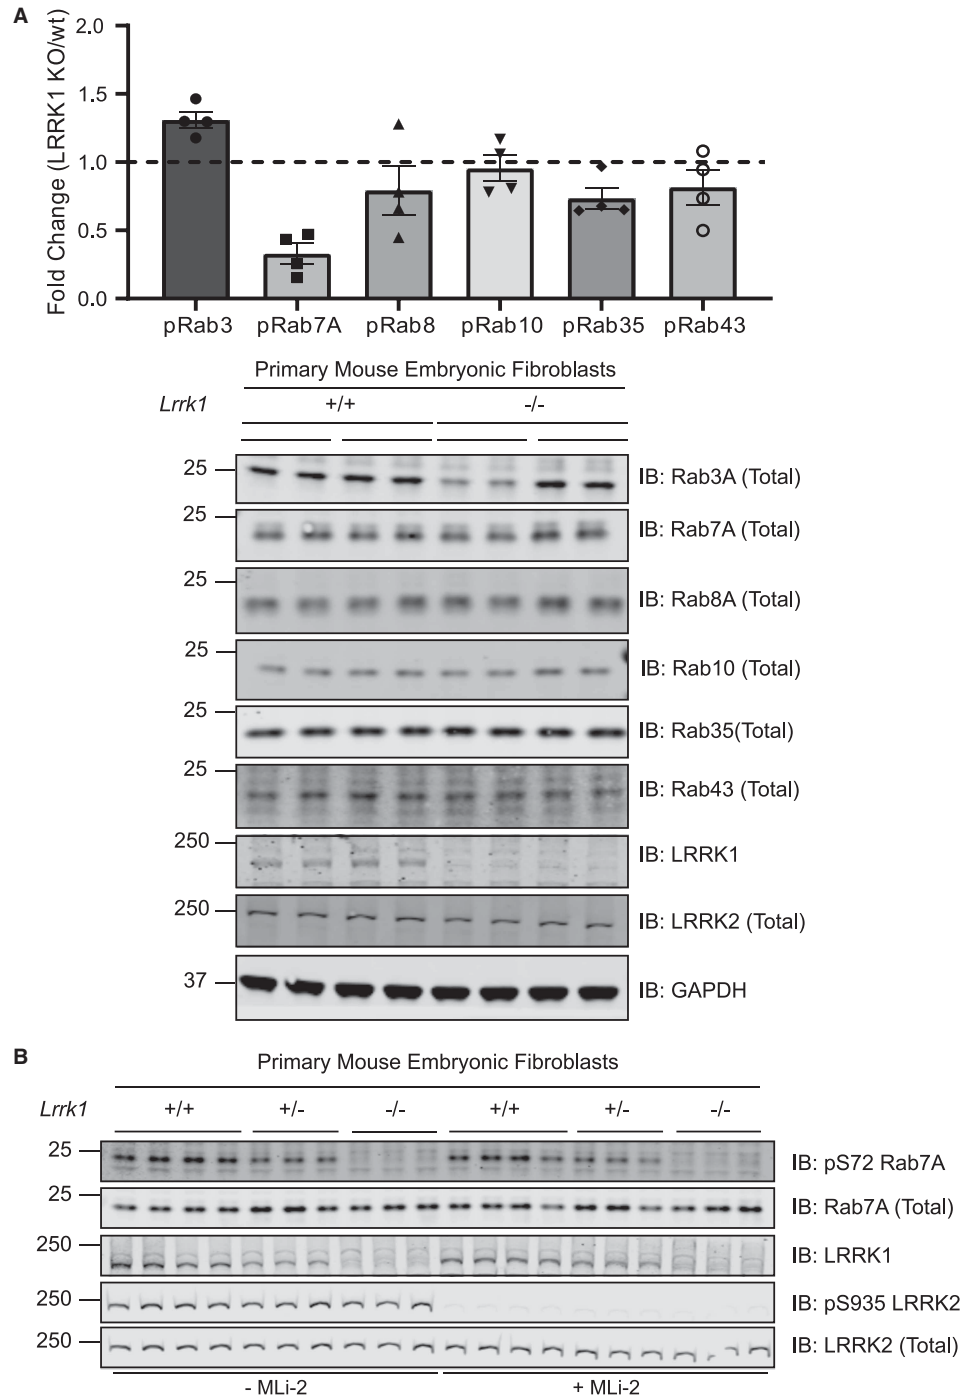 A
Fold Change (LRRK1 KO/wt)
2.0
1.5
1.0
0.5
0.0
pRab3 pRab7A pRab8 pRab10 pRab35 pRab43
Primary Mouse Embryonic Fibroblasts
Lrrk1 +/+ -/-
25 IB: Rab3A (Total)
25 IB: Rab7A (Total)
25 IB: Rab8A (Total)
25 IB: Rab10 (Total)
25 IB: Rab35(Total)
25 IB: Rab43 (Total)
250 IB: LRRK1
250 IB: LRRK2 (Total)
37 IB: GAPDH
B
Primary Mouse Embryonic Fibroblasts
Lrrk1 +/+ +/- -/- +/+ +/- -/-
25 IB: pS72 Rab7A
25 IB: Rab7A (Total)
250 IB: LRRK1
250 IB: pS935 LRRK2
250 IB: LRRK2 (Total)
- MLi-2 + MLi-2